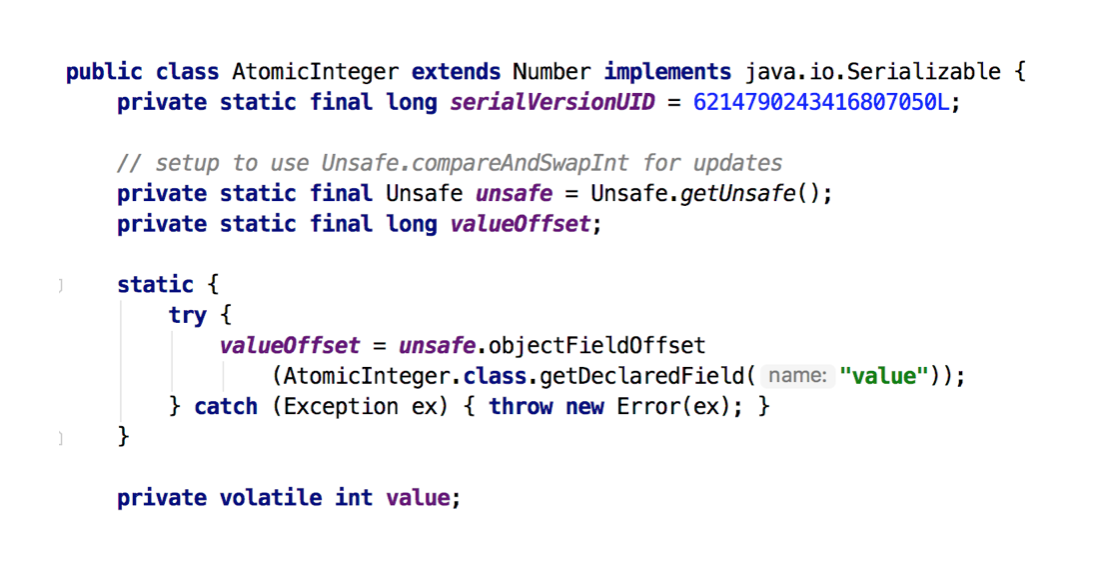 public class AtomicInteger extends Number implements java.io.Serializable {
private static final long serialVersionUID = 6214790243416807050L;
// setup to use Unsafe.compareAndSwapInt for updates
private static final Unsafe unsafe = Unsafe.getUnsafe();
private static final long valueOffset;
static {
try {
valueOffset = unsafe.objectFieldOffset
(AtomicInteger.class.getDeclaredField( name: "value"));
} catch (Exception ex) { throw new Error(ex); }
}
private volatile int value;